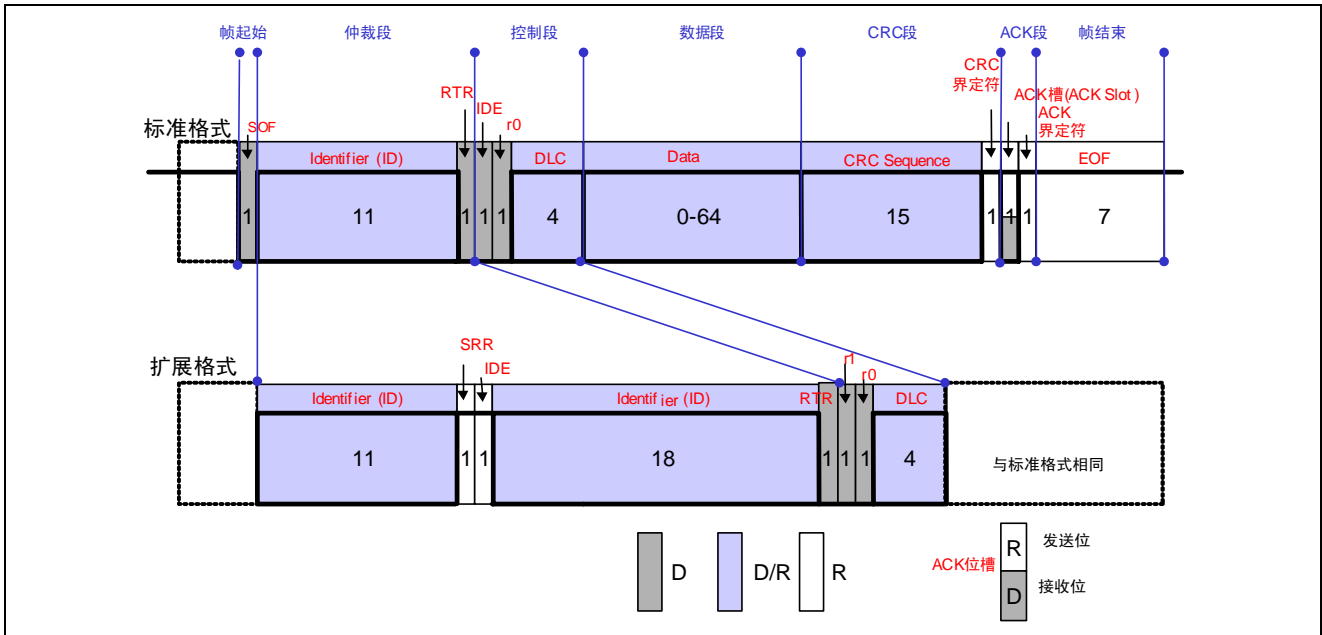 帧起始 仲裁段 控制段 数据段 CRC段 ACK段 帧结束
CRC
界定符
RTR
IDE
r0
ACK槽(ACK Slot)
ACK
界定符
标准格式
SOF
Identifier (ID) DLC Data CRC Sequence EOF
1 11 1 1 1 4 0-64 15 1 1 1 7
扩展格式
SRR
IDE
r1
r0
Identifier (ID) Identifier (ID) RTR DLC
11 1 1 18 1 1 1 4 与标准格式相同
D D/R R
ACK位槽
R 发送位
D 接收位